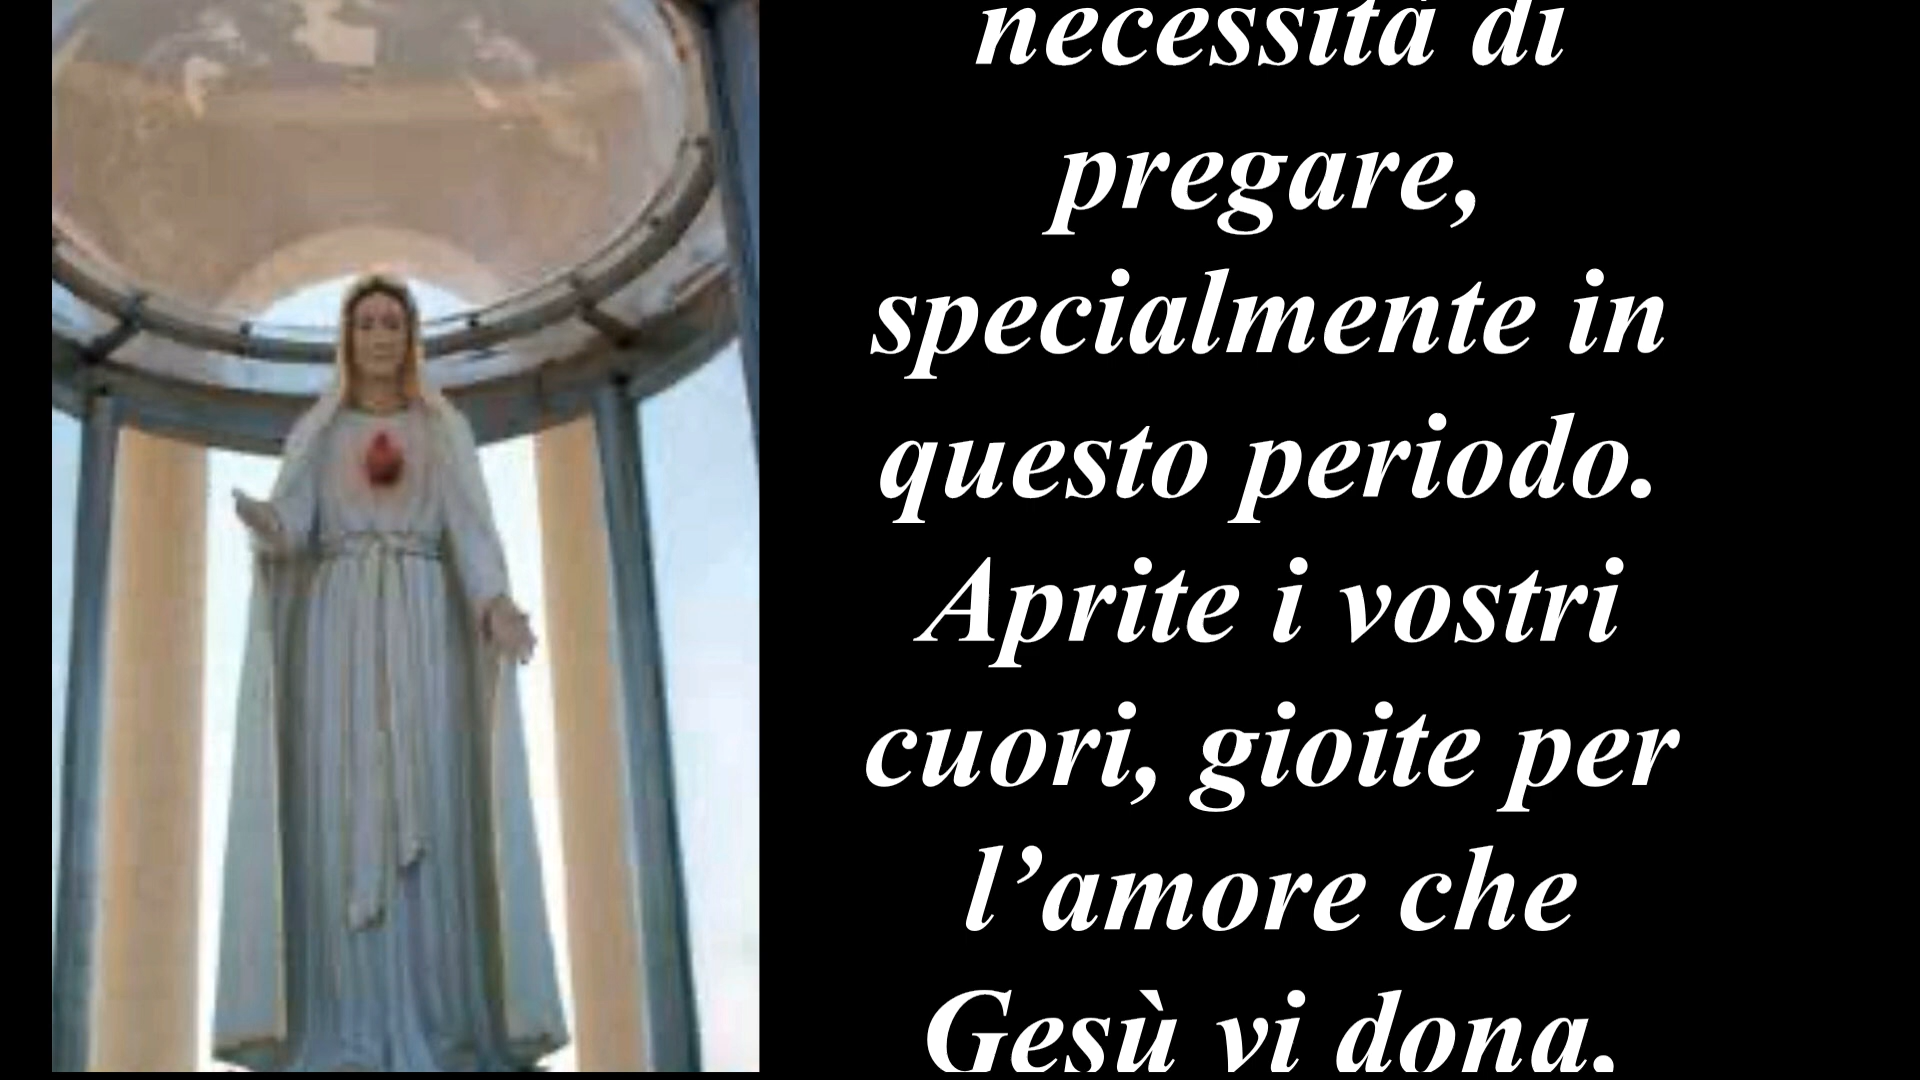 necessità di
pregare,
specialmente in
questo periodo.
Aprite i vostri
cuori, gioite per
l’amore che
Gesù vi dona.